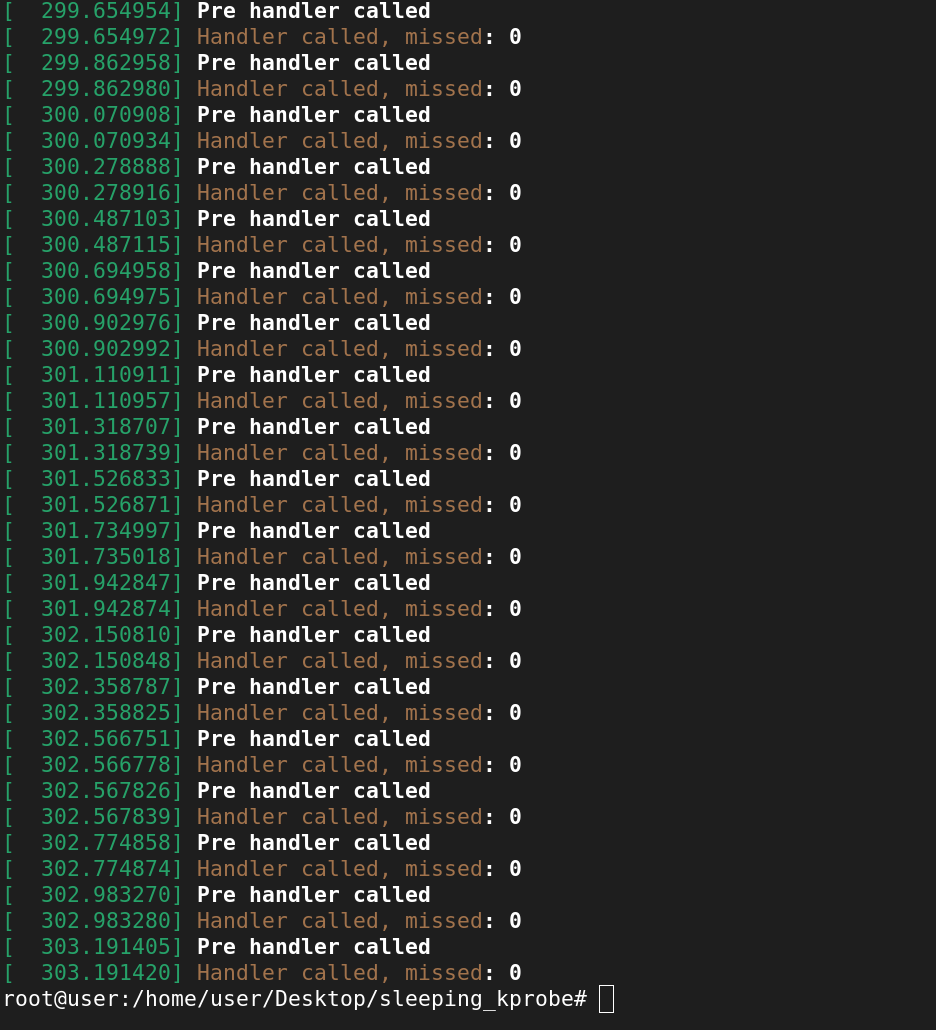 [  299.654954] Pre handler called
[  299.654972] Handler called, missed: 0
[  299.862958] Pre handler called
[  299.862980] Handler called, missed: 0
[  300.070908] Pre handler called
[  300.070934] Handler called, missed: 0
[  300.278888] Pre handler called
[  300.278916] Handler called, missed: 0
[  300.487103] Pre handler called
[  300.487115] Handler called, missed: 0
[  300.694958] Pre handler called
[  300.694975] Handler called, missed: 0
[  300.902976] Pre handler called
[  300.902992] Handler called, missed: 0
[  301.110911] Pre handler called
[  301.110957] Handler called, missed: 0
[  301.318707] Pre handler called
[  301.318739] Handler called, missed: 0
[  301.526833] Pre handler called
[  301.526871] Handler called, missed: 0
[  301.734997] Pre handler called
[  301.735018] Handler called, missed: 0
[  301.942847] Pre handler called
[  301.942874] Handler called, missed: 0
[  302.150810] Pre handler called
[  302.150848] Handler called, missed: 0
[  302.358787] Pre handler called
[  302.358825] Handler called, missed: 0
[  302.566751] Pre handler called
[  302.566778] Handler called, missed: 0
[  302.567826] Pre handler called
[  302.567839] Handler called, missed: 0
[  302.774858] Pre handler called
[  302.774874] Handler called, missed: 0
[  302.983270] Pre handler called
[  302.983280] Handler called, missed: 0
[  303.191405] Pre handler called
[  303.191420] Handler called, missed: 0
root@user:/home/user/Desktop/sleeping_kprobe#